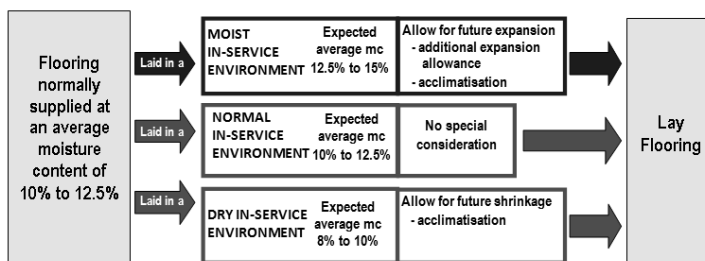 Flooring
normally
supplied at
an average
moisture
content of
10% to 12.5%
Laid in a
MOIST
IN-SERVICE
ENVIRONMENT
Expected
average mc
12.5% to 15%
Allow for future expansion
- additional expansion
allowance
- acclimatisation
Laid in a
NORMAL
IN-SERVICE
ENVIRONMENT
Expected
average mc
10% to 12.5%
No special
consideration
Laid in a
DRY IN-SERVICE
ENVIRONMENT
Expected
average mc
8% to 10%
Allow for future shrinkage
- acclimatisation
Lay
Flooring